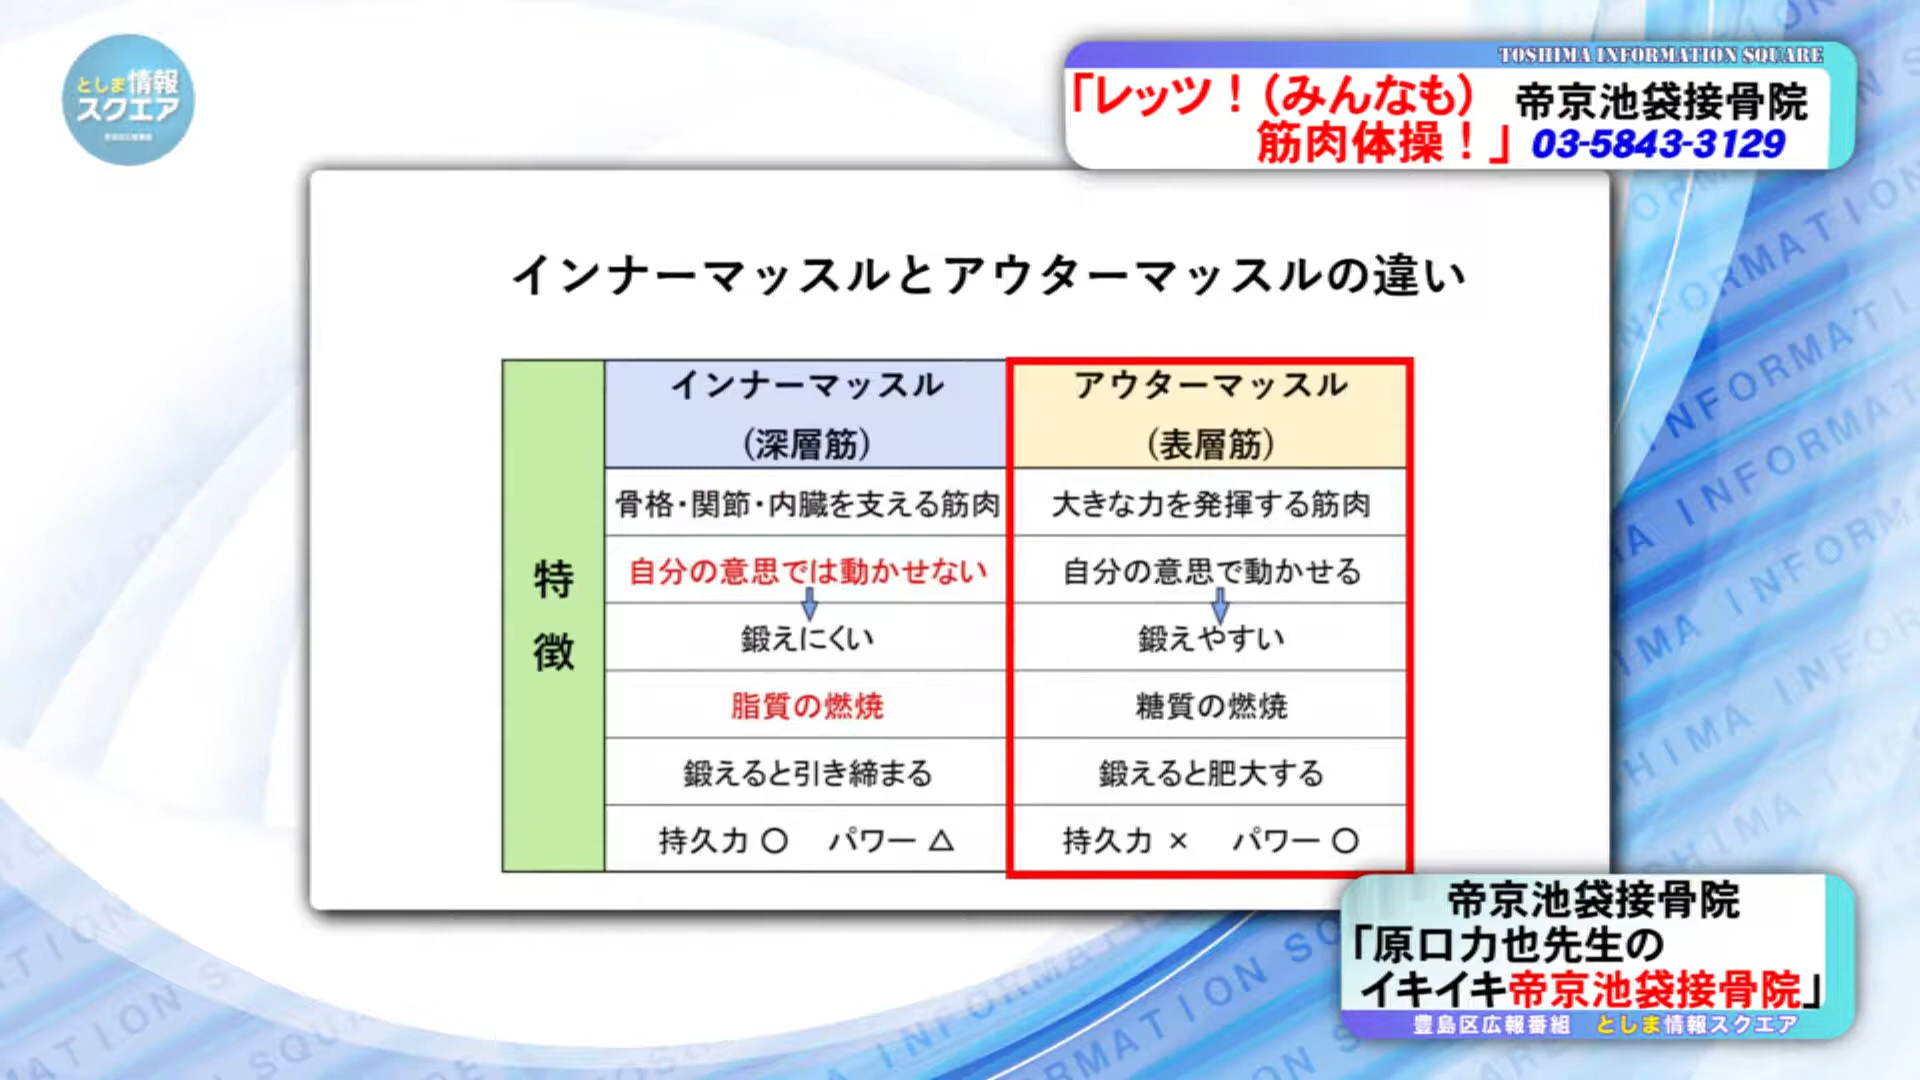 としま情報
スクエア
TOSHIMA INFORMATION SQUARE
「レッツ！（みんなも）
筋肉体操！」
帝京池袋接骨院
03-5843-3129
インナーマッスルとアウターマッスルの違い
特徴
インナーマッスル
(深層筋)
アウターマッスル
(表層筋)
骨格・関節・内臓を支える筋肉
大きな力を発揮する筋肉
自分の意思では動かせない
自分の意思で動かせる
鍛えにくい
鍛えやすい
脂質の燃焼
糖質の燃焼
鍛えると引き締まる
鍛えると肥大する
持久力 〇 パワー △
持久力 × パワー 〇
帝京池袋接骨院
「原口力也先生の
イキイキ帝京池袋接骨院」
豊島区広報番組 としま情報スクエア